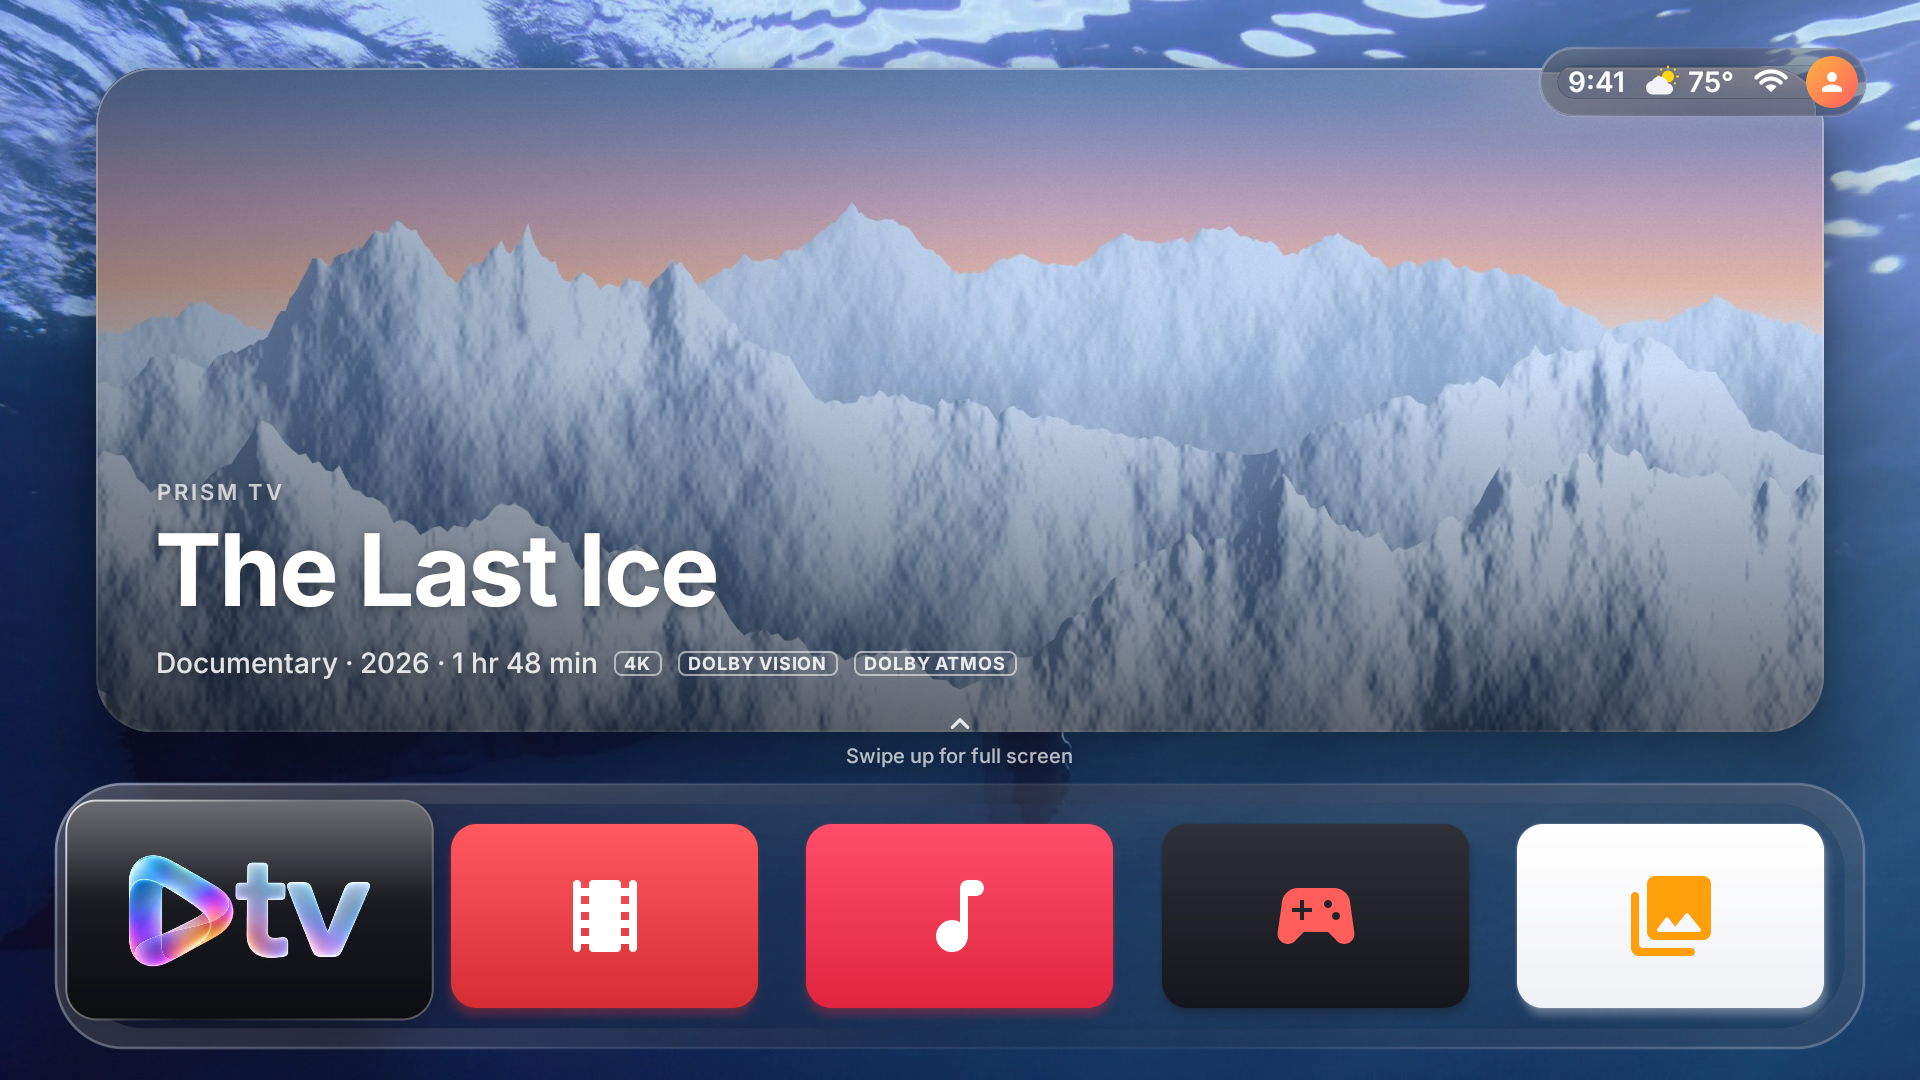 9:41 75°
PRISM TV
The Last Ice
Documentary · 2026 · 1 hr 48 min 4K DOLBY VISION DOLBY ATMOS
Swipe up for full screen
tv